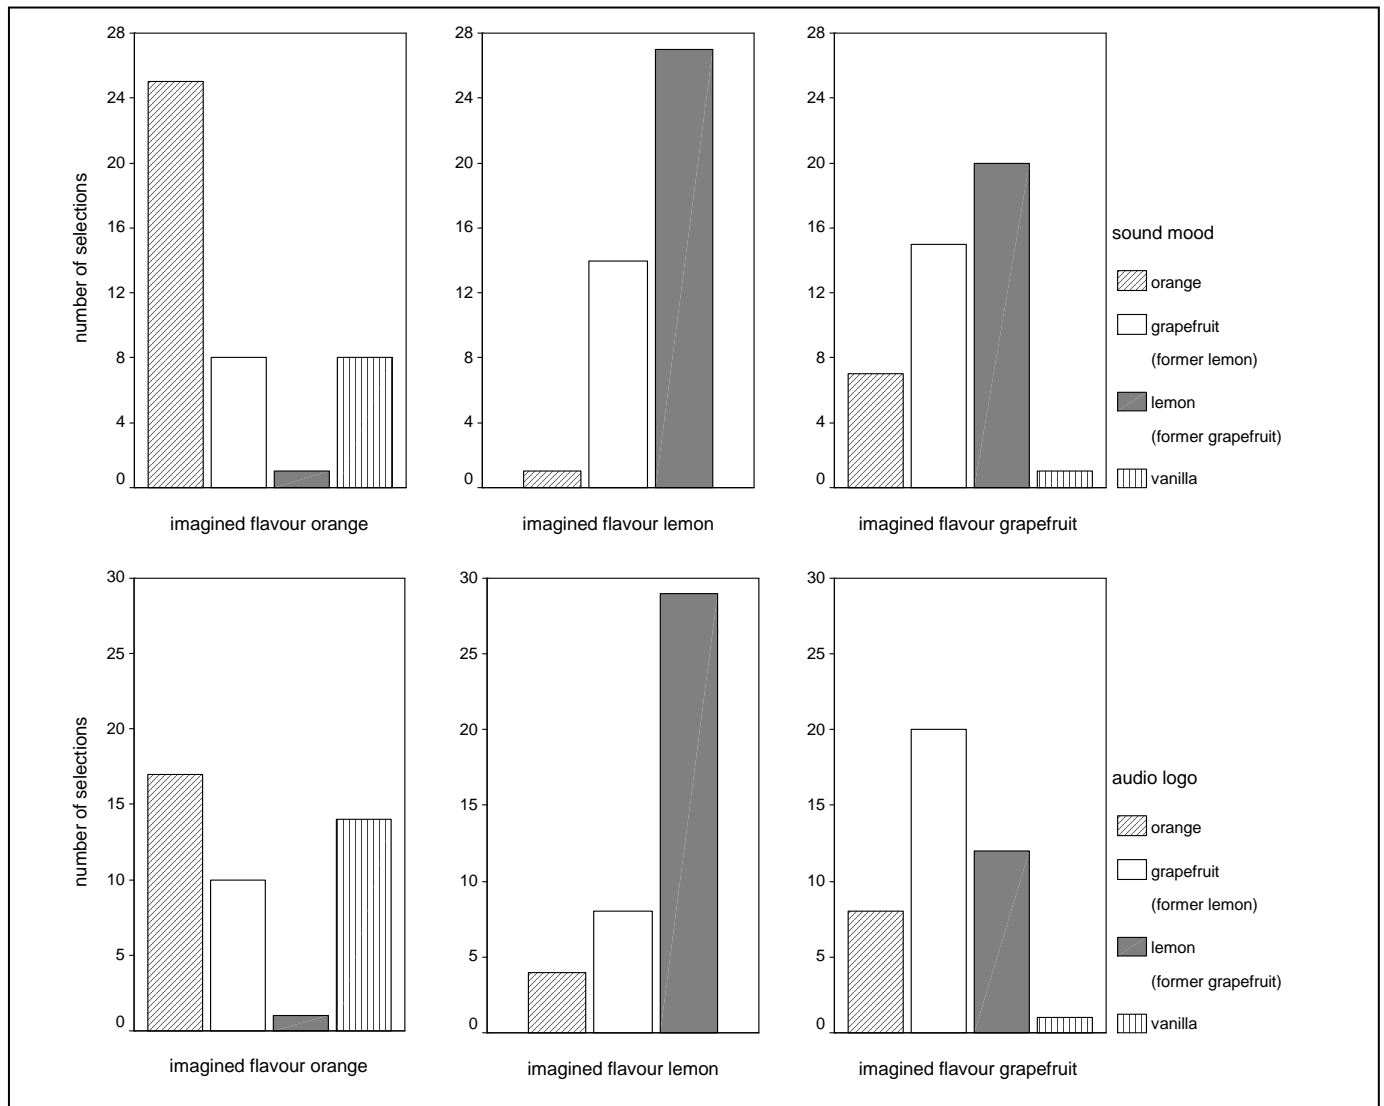 28
24
20
16
12
8
4
0
number of selections
imagined flavour orange
28
24
20
16
12
8
4
0
imagined flavour lemon
28
24
20
16
12
8
4
0
imagined flavour grapefruit
sound mood
orange
grapefruit
(former lemon)
lemon
(former grapefruit)
vanilla
30
25
20
15
10
5
0
number of selections
imagined flavour orange
30
25
20
15
10
5
0
imagined flavour lemon
30
25
20
15
10
5
0
imagined flavour grapefruit
audio logo
orange
grapefruit
(former lemon)
lemon
(former grapefruit)
vanilla